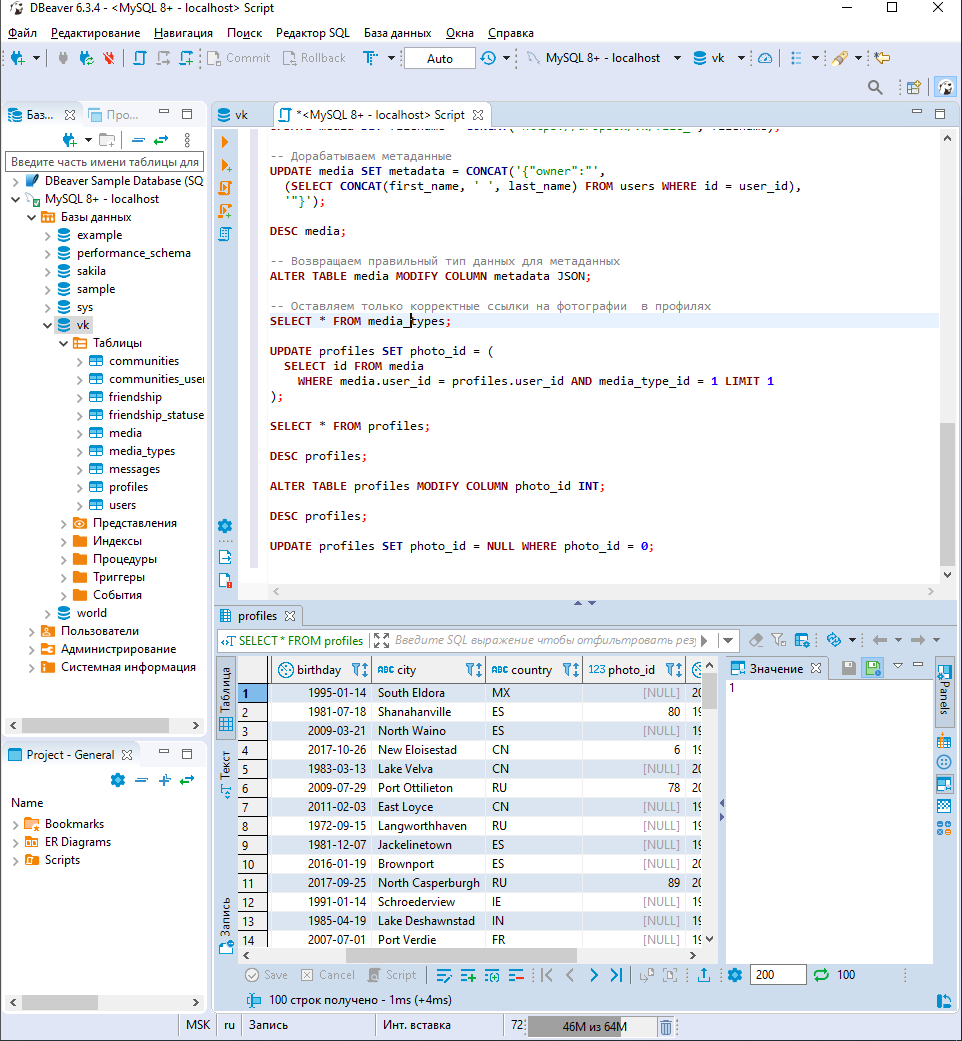 DBeaver 6.3.4 - <MySQL 8+ - localhost> Script
Файл Редактирование Навигация Поиск Редактор SQL База данных Окна Справка
Commit Rollback Auto MySQL 8+ - localhost vk
Баз... Про...
Введите часть имени таблицы для
DBeaver Sample Database (SQ
MySQL 8+ - localhost
Базы данных
example
performance_schema
sakila
sample
sys
vk
Таблицы
communities
communities_user
friendship
friendship_statuse
media
media_types
messages
profiles
users
Представления
Индексы
Процедуры
Триггеры
События
world
Пользователи
Администрирование
Системная информация
Project - General
Name
Bookmarks
ER Diagrams
Scripts
vk *<MySQL 8+ - localhost> Script
-- Дорабатываем метаданные
UPDATE media SET metadata = CONCAT('{"owner":"',
(SELECT CONCAT(first_name, ' ', last_name) FROM users WHERE id = user_id),
'"}');
DESC media;
-- Возвращаем правильный тип данных для метаданных
ALTER TABLE media MODIFY COLUMN metadata JSON;
-- Оставляем только корректные ссылки на фотографии  в профилях
SELECT * FROM media_types;
UPDATE profiles SET photo_id = (
SELECT id FROM media
WHERE media.user_id = profiles.user_id AND media_type_id = 1 LIMIT 1
);
SELECT * FROM profiles;
DESC profiles;
ALTER TABLE profiles MODIFY COLUMN photo_id INT;
DESC profiles;
UPDATE profiles SET photo_id = NULL WHERE photo_id = 0;
profiles
SELECT * FROM profiles Введите SQL выражение чтобы отфильтровать рез
Таблица
Текст
Запись
birthday city country photo_id
1 1995-01-14 South Eldora MX [NULL] 20
2 1981-07-18 Shanahanville ES 80 19
3 2009-03-21 North Waino ES [NULL] 19
4 2017-10-26 New Eloisestad CN 6 19
5 1983-03-13 Lake Velva CN [NULL] 20
6 2009-07-29 Port Ottilieton RU 78 20
7 2011-02-03 East Loyce CN [NULL] 19
8 1972-09-15 Langworthhaven RU [NULL] 19
9 1981-12-07 Jackelinetown ES [NULL] 20
10 2016-01-19 Brownport ES [NULL] 20
11 2017-09-25 North Casperburgh RU 89 20
12 1991-01-14 Schroederview IE [NULL] 19
13 1985-04-19 Lake Deshawnstad IN [NULL] 19
14 2007-07-01 Port Verdie FR [NULL] 19
Значение
1
Panels
Save Cancel Script 200 100
100 строк получено - 1ms (+4ms)
MSK ru Запись Инт. вставка 72: 46M из 64M